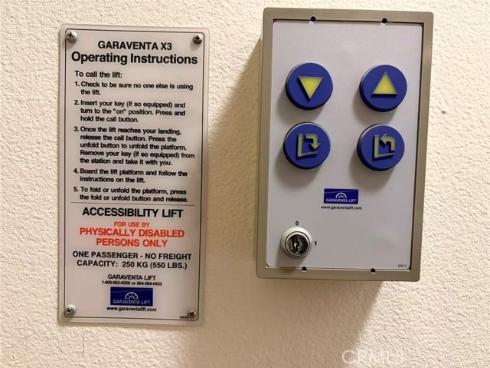 GARAVENTA X3
Operating Instructions
To call the lift:
1. Check to be sure no one else is using
the lift.
2. Insert your key (if so equipped) and
turn to the "on" position. Press and
hold the call button.
3. Once the lift reaches your landing,
release the call button. Press the
unfold button to unfold the platform.
Remove your key (if so equipped) from
the station and take it with you.
4. Board the lift platform and follow the
instructions on the lift.
5. To fold or unfold the platform, press
the fold or unfold button and release.
ACCESSIBILITY LIFT
FOR USE BY
PHYSICALLY DISABLED
PERSONS ONLY
ONE PASSENGER - NO FREIGHT
CAPACITY: 250 KG (550 LBS.)
GARAVENTA LIFT
GARAVENTA LIFT
www.garaventalift.com
www.garaventalift.com
0
1
CRMLS